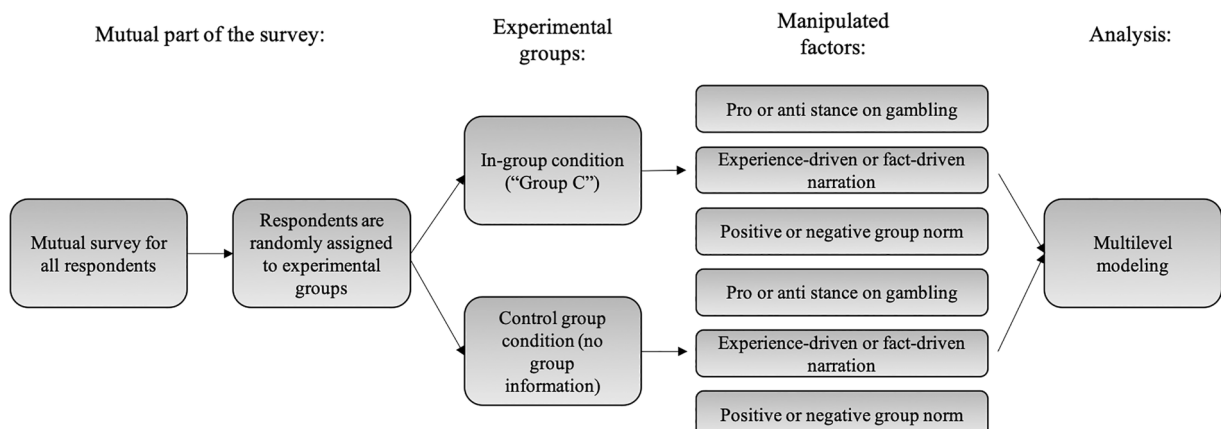 Mutual part of the survey:
Experimental
groups:
Manipulated
factors:
Analysis:
Mutual survey for
all respondents
Respondents are
randomly assigned
to experimental
groups
In-group condition
(“Group C”)
Control group
condition (no
group
information)
Pro or anti stance on gambling
Experience-driven or fact-driven
narration
Positive or negative group norm
Pro or anti stance on gambling
Experience-driven or fact-driven
narration
Positive or negative group norm
Multilevel
modeling